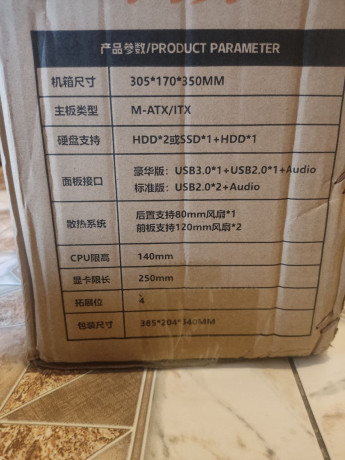 产品参数/PRODUCT PARAMETER
机箱尺寸 305*170*350MM
主板类型 M-ATX/ITX
硬盘支持 HDD*2或SSD*1+HDD*1
面板接口 豪华版：USB3.0*1+USB2.0*1+Audio
标准版：USB2.0*2+Audio
散热系统 后置支持80mm风扇*1
前板支持120mm风扇*2
CPU限高 140mm
显卡限长 250mm
拓展位 4
包装尺寸 385*204*340MM